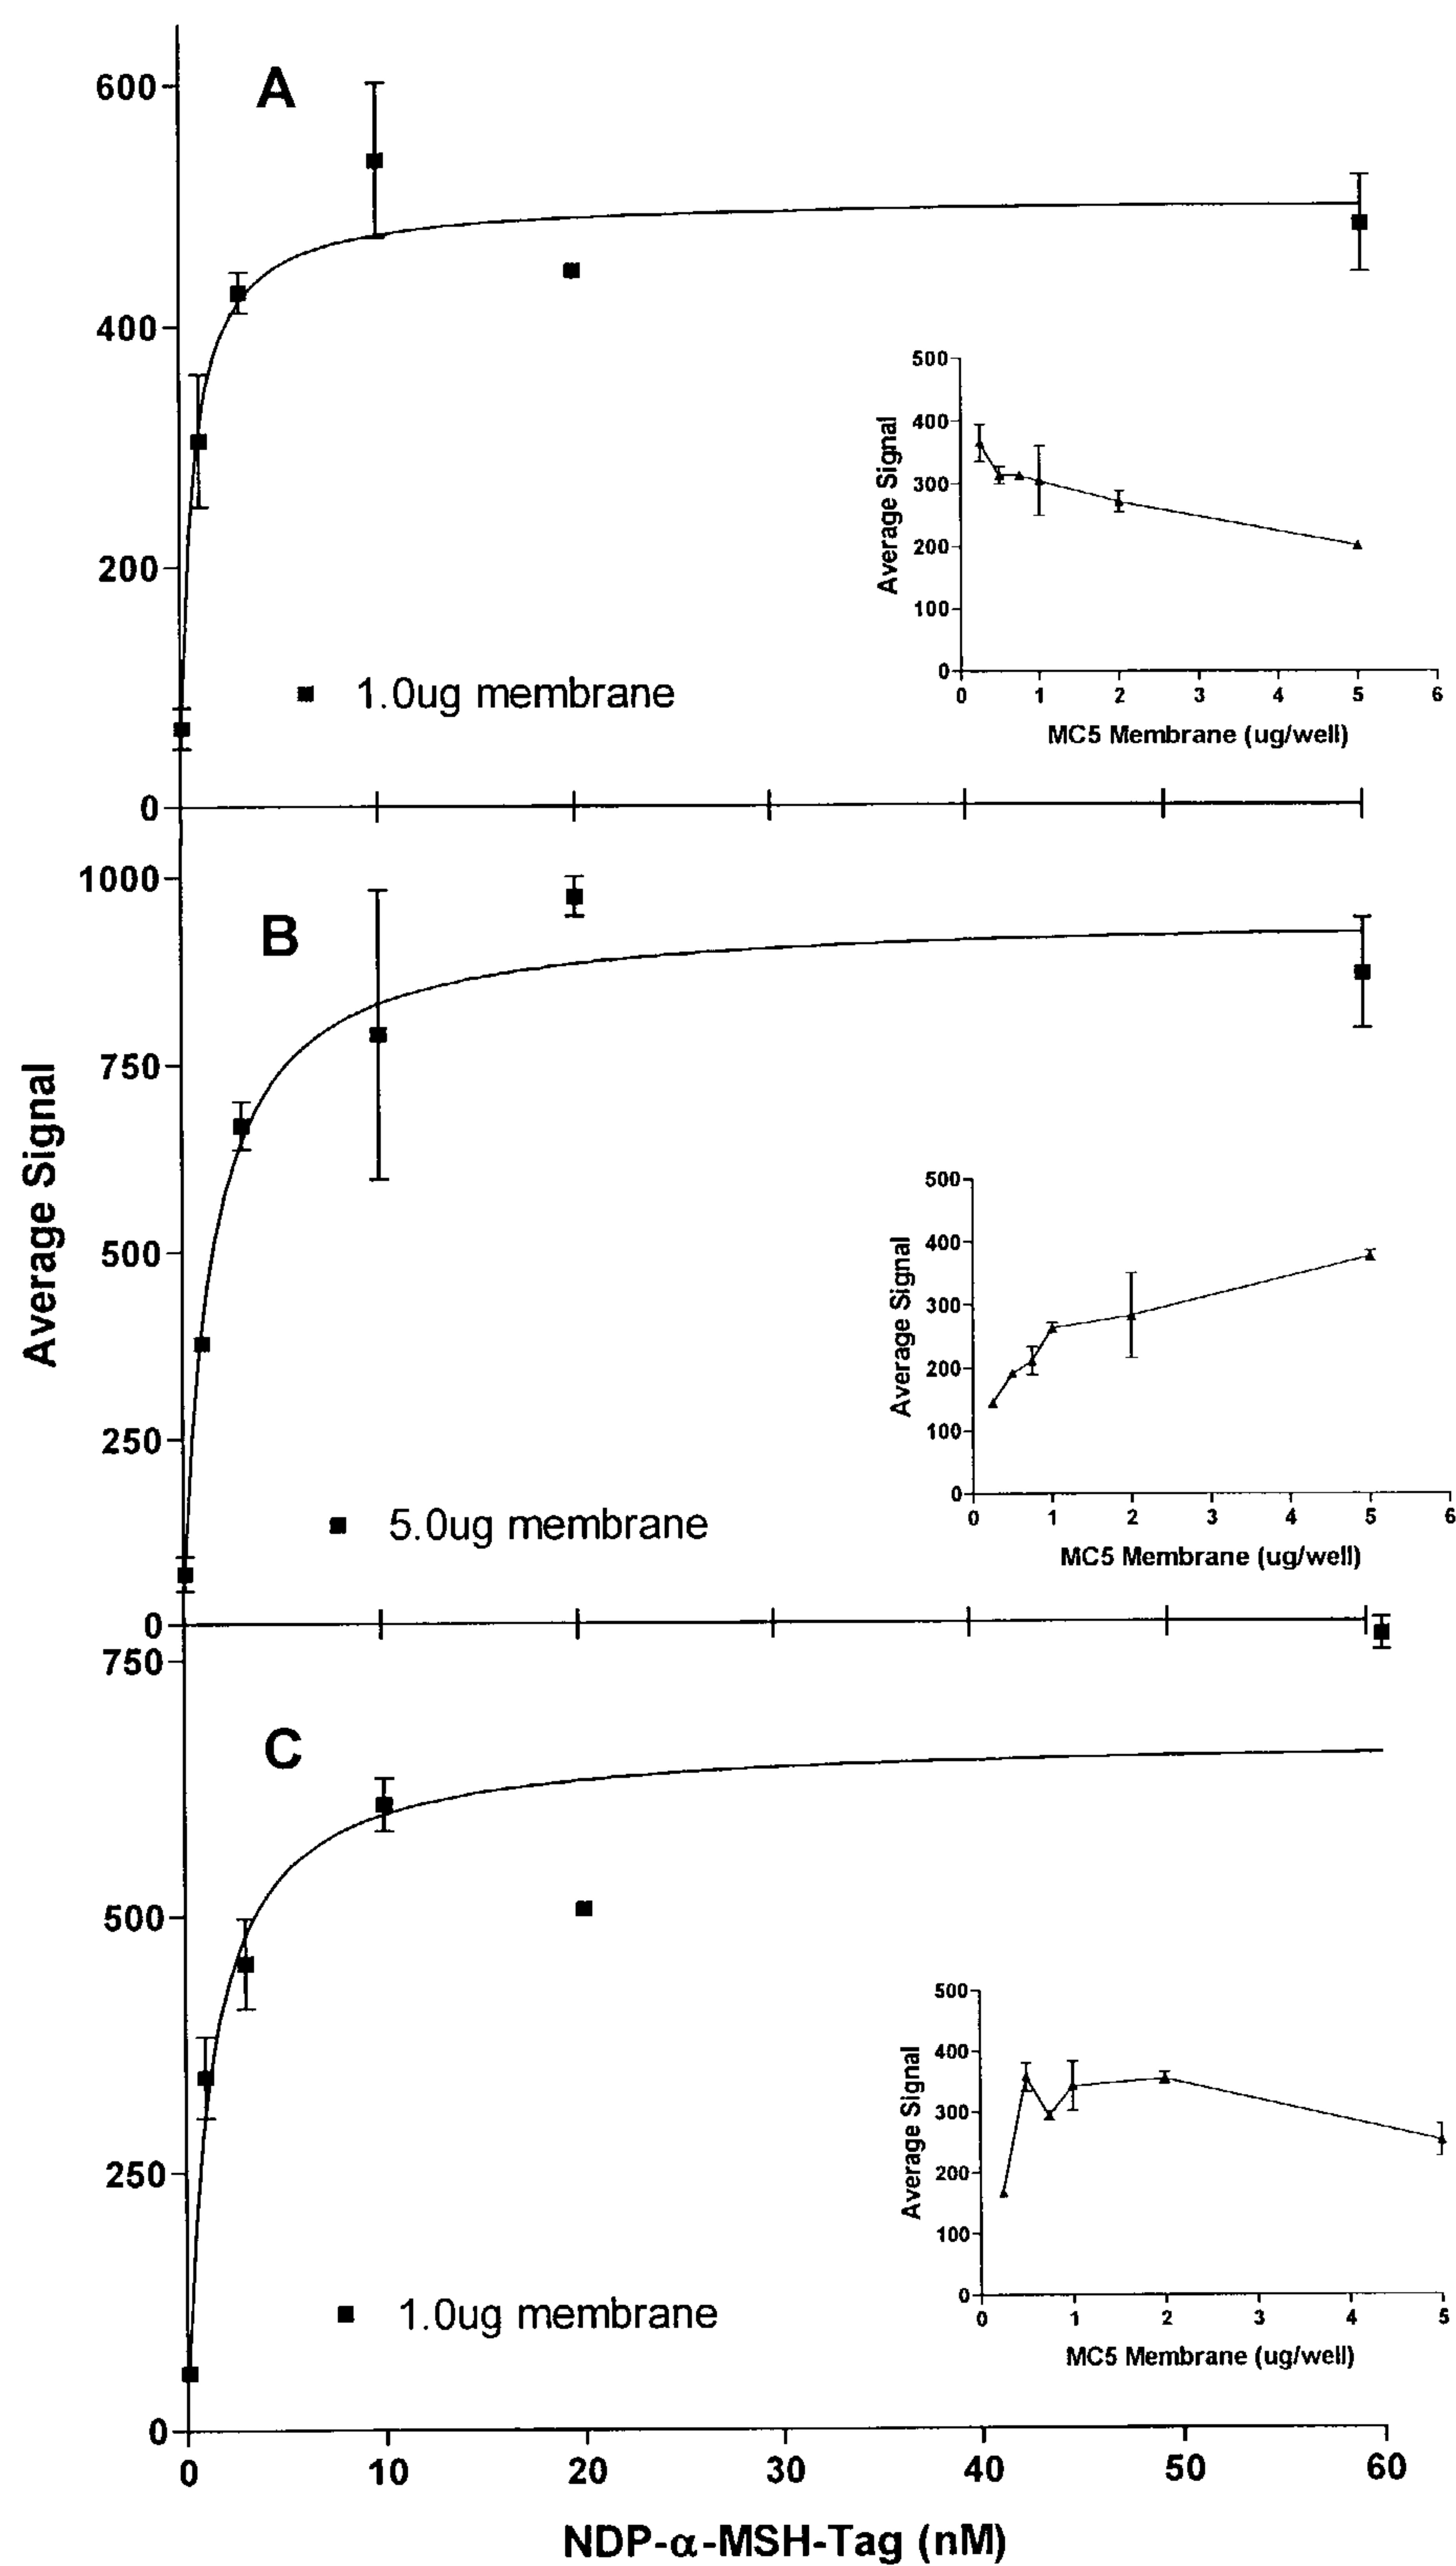 A
600
400
200
0
1.0ug membrane
500
400
300
200
100
0
Average Signal
0 1 2 3 4 5 6
MC5 Membrane (ug/well)
B
1000
750
500
250
0
5.0ug membrane
500
400
300
200
100
0
Average Signal
0 1 2 3 4 5 6
MC5 Membrane (ug/well)
Average Signal
C
750
500
250
0
1.0ug membrane
500
400
300
200
100
0
Average Signal
0 1 2 3 4 5
MC5 Membrane (ug/well)
0 10 20 30 40 50 60
NDP-α-MSH-Tag (nM)